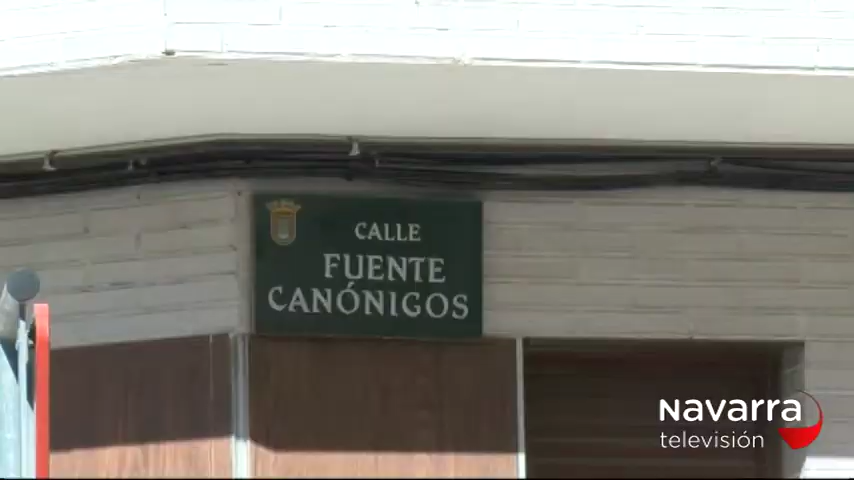 CALLE
FUENTE
CANÓNIGOS
Navarra
televisión